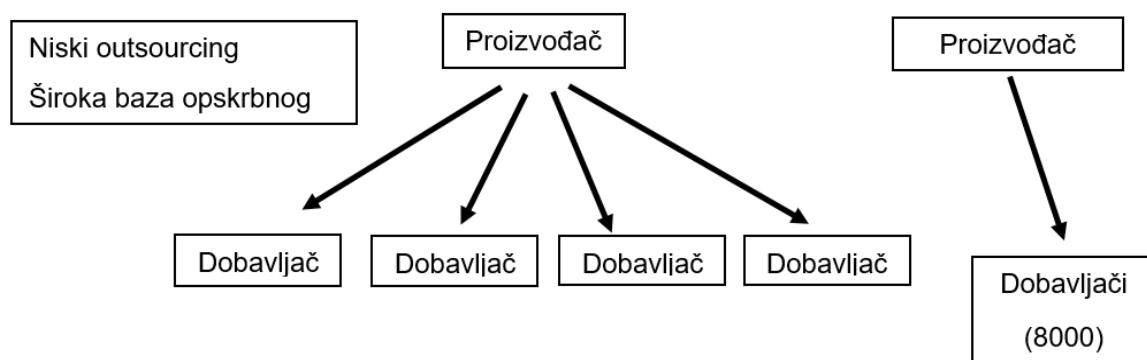 Niski outsourcing
Široka baza opskrbnog
Proizvođač
Proizvođač
Dobavljač
Dobavljač
Dobavljač
Dobavljač
Dobavljači
(8000)